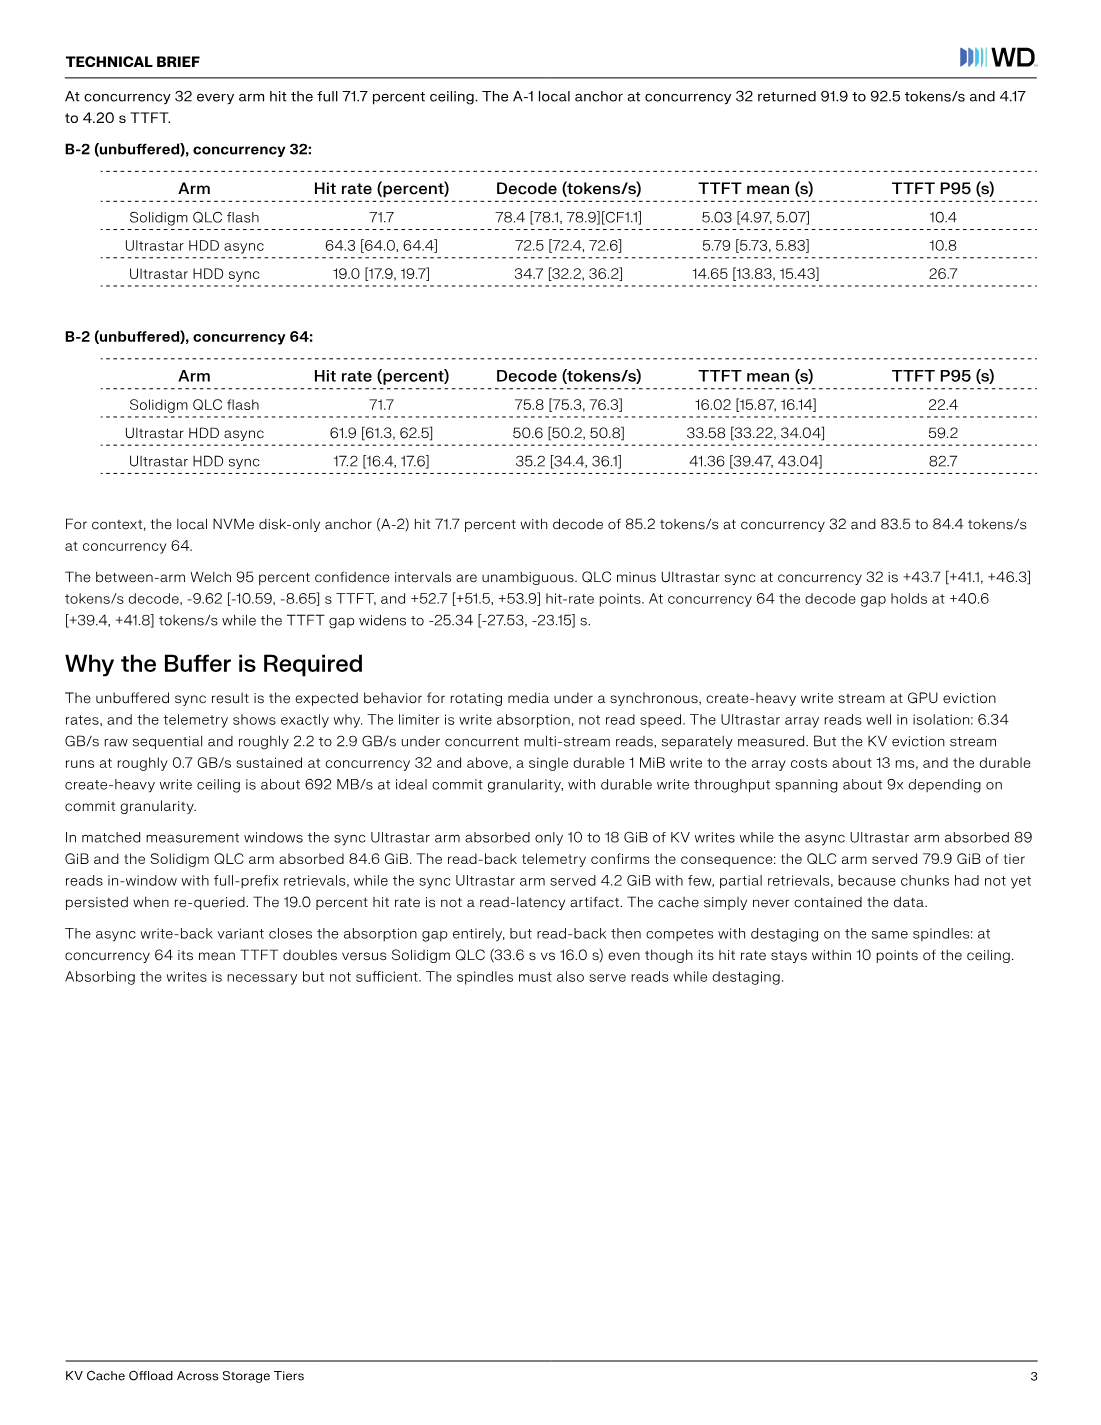 TECHNICAL BRIEF
WD
At concurrency 32 every arm hit the full 71.7 percent ceiling. The A-1 local anchor at concurrency 32 returned 91.9 to 92.5 tokens/s and 4.17
to 4.20 s TTFT.
B-2 (unbuffered), concurrency 32:
Arm Hit rate (percent) Decode (tokens/s) TTFT mean (s) TTFT P95 (s)
Solidigm QLC flash 71.7 78.4 [78.1, 78.9][CF1.1] 5.03 [4.97, 5.07] 10.4
Ultrastar HDD async 64.3 [64.0, 64.4] 72.5 [72.4, 72.6] 5.79 [5.73, 5.83] 10.8
Ultrastar HDD sync 19.0 [17.9, 19.7] 34.7 [32.2, 36.2] 14.65 [13.83, 15.43] 26.7
B-2 (unbuffered), concurrency 64:
Arm Hit rate (percent) Decode (tokens/s) TTFT mean (s) TTFT P95 (s)
Solidigm QLC flash 71.7 75.8 [75.3, 76.3] 16.02 [15.87, 16.14] 22.4
Ultrastar HDD async 61.9 [61.3, 62.5] 50.6 [50.2, 50.8] 33.58 [33.22, 34.04] 59.2
Ultrastar HDD sync 17.2 [16.4, 17.6] 35.2 [34.4, 36.1] 41.36 [39.47, 43.04] 82.7
For context, the local NVMe disk-only anchor (A-2) hit 71.7 percent with decode of 85.2 tokens/s at concurrency 32 and 83.5 to 84.4 tokens/s
at concurrency 64.
The between-arm Welch 95 percent confidence intervals are unambiguous. QLC minus Ultrastar sync at concurrency 32 is +43.7 [+41.1, +46.3]
tokens/s decode, -9.62 [-10.59, -8.65] s TTFT, and +52.7 [+51.5, +53.9] hit-rate points. At concurrency 64 the decode gap holds at +40.6
[+39.4, +41.8] tokens/s while the TTFT gap widens to -25.34 [-27.53, -23.15] s.
Why the Buffer is Required
The unbuffered sync result is the expected behavior for rotating media under a synchronous, create-heavy write stream at GPU eviction
rates, and the telemetry shows exactly why. The limiter is write absorption, not read speed. The Ultrastar array reads well in isolation: 6.34
GB/s raw sequential and roughly 2.2 to 2.9 GB/s under concurrent multi-stream reads, separately measured. But the KV eviction stream
runs at roughly 0.7 GB/s sustained at concurrency 32 and above, a single durable 1 MiB write to the array costs about 13 ms, and the durable
create-heavy write ceiling is about 692 MB/s at ideal commit granularity, with durable write throughput spanning about 9x depending on
commit granularity.
In matched measurement windows the sync Ultrastar arm absorbed only 10 to 18 GiB of KV writes while the async Ultrastar arm absorbed 89
GiB and the Solidigm QLC arm absorbed 84.6 GiB. The read-back telemetry confirms the consequence: the QLC arm served 79.9 GiB of tier
reads in-window with full-prefix retrievals, while the sync Ultrastar arm served 4.2 GiB with few, partial retrievals, because chunks had not yet
persisted when re-queried. The 19.0 percent hit rate is not a read-latency artifact. The cache simply never contained the data.
The async write-back variant closes the absorption gap entirely, but read-back then competes with destaging on the same spindles: at
concurrency 64 its mean TTFT doubles versus Solidigm QLC (33.6 s vs 16.0 s) even though its hit rate stays within 10 points of the ceiling.
Absorbing the writes is necessary but not sufficient. The spindles must also serve reads while destaging.
KV Cache Offload Across Storage Tiers 3